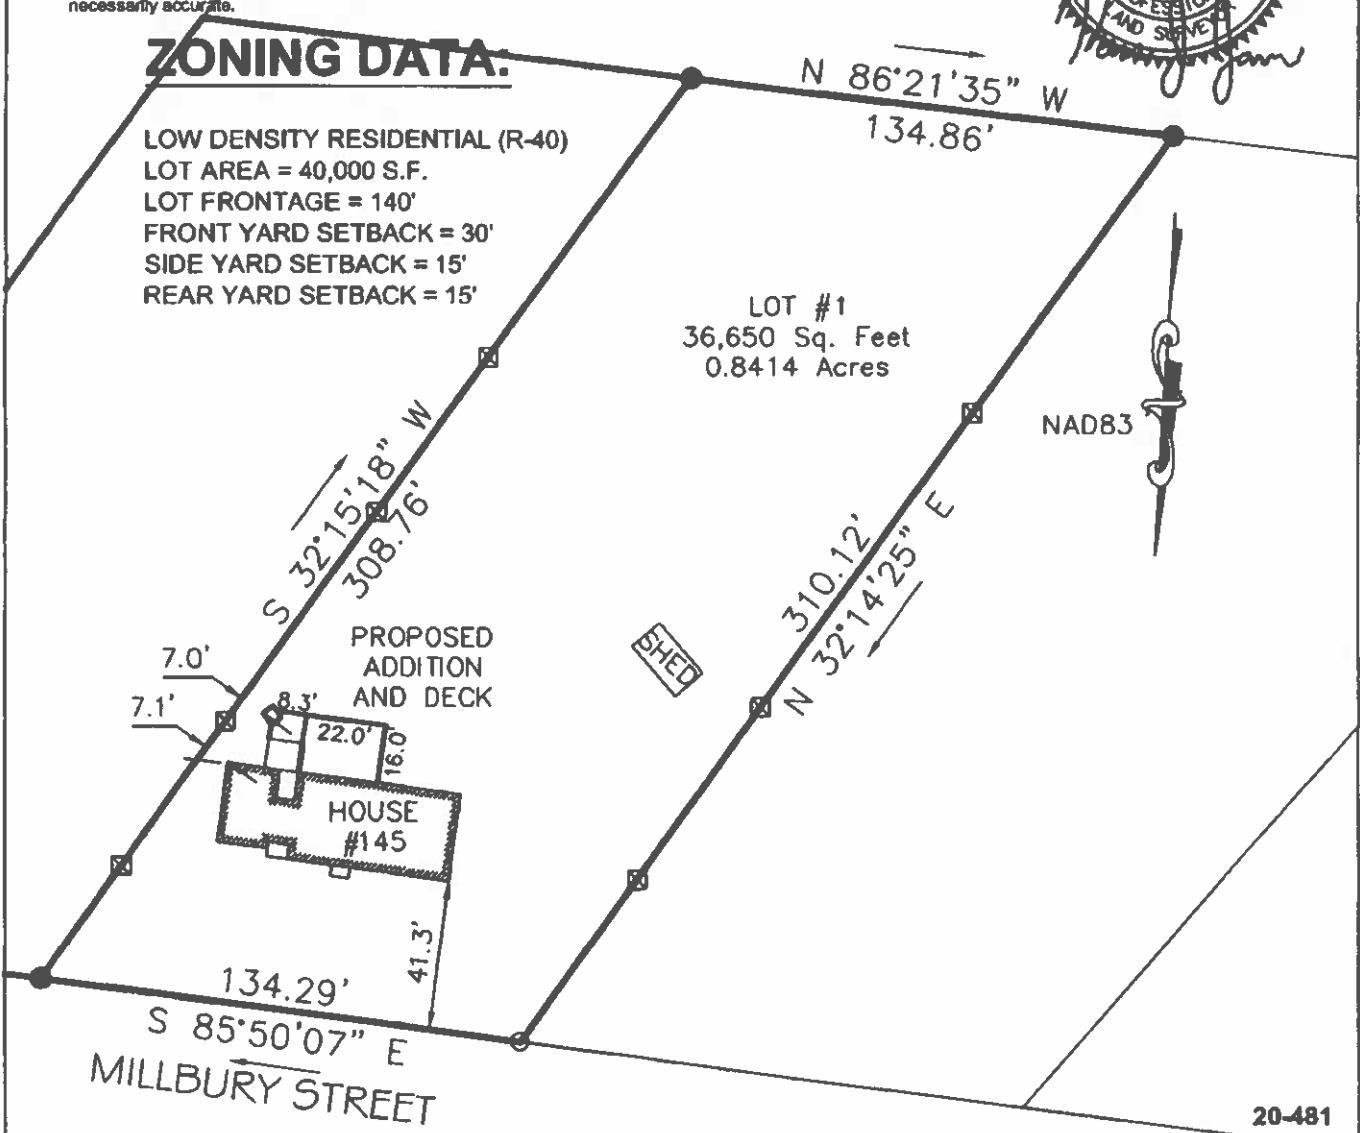 necessarily accurate.
ZONING DATA:
LOW DENSITY RESIDENTIAL (R-40)
LOT AREA = 40,000 S.F.
LOT FRONTAGE = 140'
FRONT YARD SETBACK = 30'
SIDE YARD SETBACK = 15'
REAR YARD SETBACK = 15'
AND SURVEY
N 86°21'35" W
134.86'
LOT #1
36,650 Sq. Feet
0.8414 Acres
NAD83
S 32°15'18" W
308.76'
310.12'
N 32°14'25" E
PROPOSED
ADDITION
AND DECK
SHED
7.0'
7.1'
8.3'
22.0'
16.0'
HOUSE
#145
41.3'
134.29'
S 85°50'07" E
MILLBURY STREET
20-481